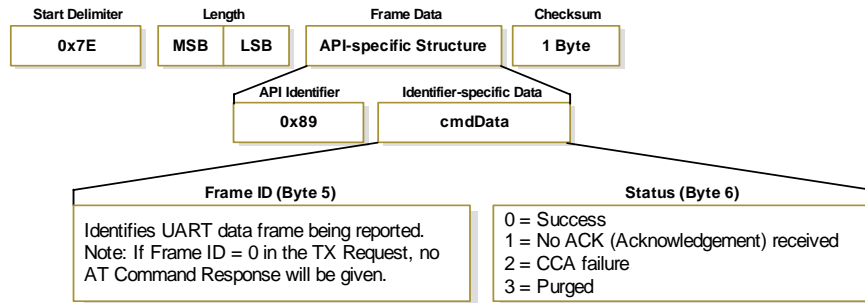 Start Delimiter
Length
Frame Data
Checksum
0x7E
MSB
LSB
API-specific Structure
1 Byte
API Identifier
Identifier-specific Data
0x89
cmdData
Frame ID (Byte 5)
Identifies UART data frame being reported.
Note: If Frame ID = 0 in the TX Request, no
AT Command Response will be given.
Status (Byte 6)
0 = Success
1 = No ACK (Acknowledgement) received
2 = CCA failure
3 = Purged